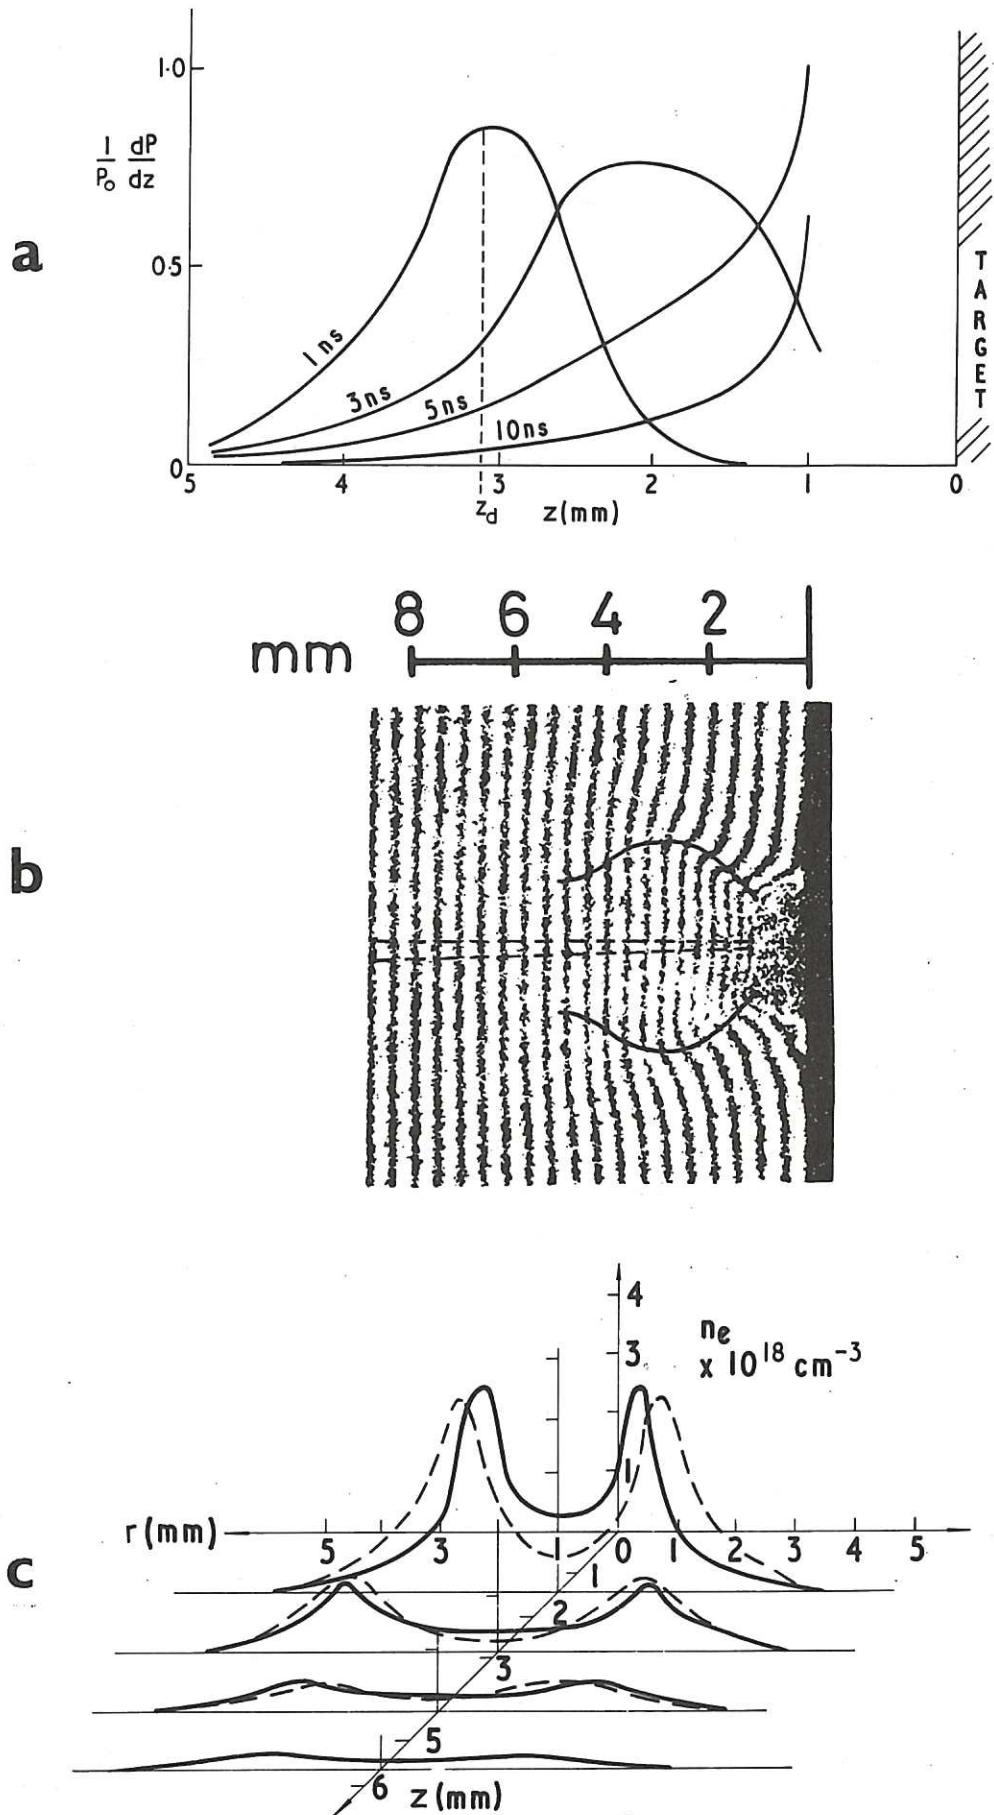 a
1·0
1/P₀ dP/dz
0·5
0
1 ns
3ns
5ns
10ns
5 4 3 2 1 0
z_d
z (mm)
TARGET
b
8 6 4 2
mm
c
4
n_e
3
x 10¹⁸ cm⁻³
1
r (mm)
5 3 1 0 1 2 3 4 5
1
2
3
5
6
z (mm)